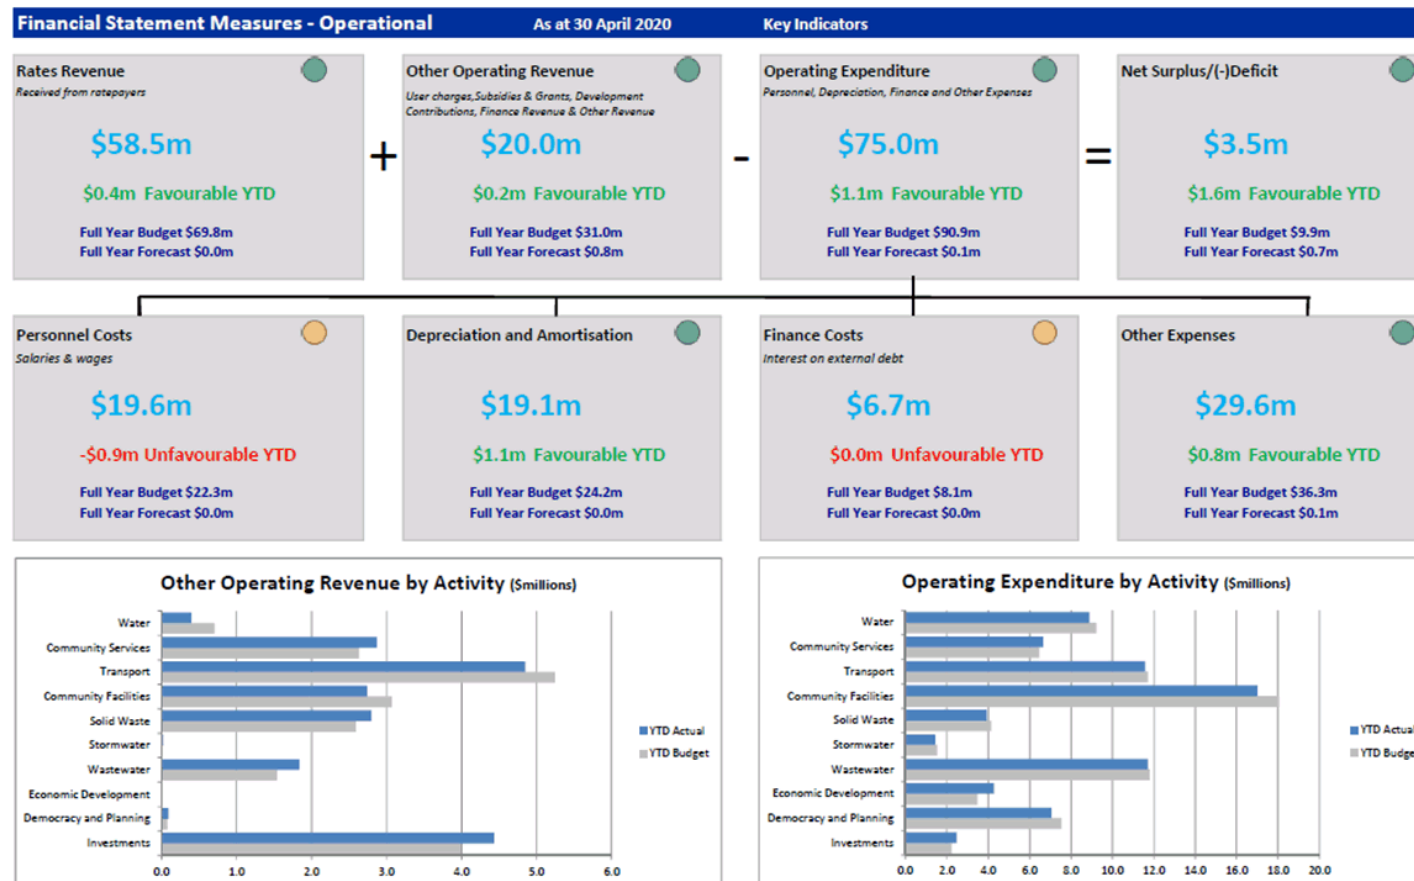 Financial Statement Measures - Operational As at 30 April 2020 Key Indicators
Rates Revenue
Received from ratepayers
$58.5m
$0.4m Favourable YTD
Full Year Budget $69.8m
Full Year Forecast $0.0m
+
Other Operating Revenue
User charges,Subsidies & Grants, Development
Contributions, Finance Revenue & Other Revenue
$20.0m
$0.2m Favourable YTD
Full Year Budget $31.0m
Full Year Forecast $0.8m
-
Operating Expenditure
Personnel, Depreciation, Finance and Other Expenses
$75.0m
$1.1m Favourable YTD
Full Year Budget $90.9m
Full Year Forecast $0.1m
=
Net Surplus/(-)Deficit
$3.5m
$1.6m Favourable YTD
Full Year Budget $9.9m
Full Year Forecast $0.7m
Personnel Costs
Salaries & wages
$19.6m
-$0.9m Unfavourable YTD
Full Year Budget $22.3m
Full Year Forecast $0.0m
Depreciation and Amortisation
$19.1m
$1.1m Favourable YTD
Full Year Budget $24.2m
Full Year Forecast $0.0m
Finance Costs
Interest on external debt
$6.7m
$0.0m Unfavourable YTD
Full Year Budget $8.1m
Full Year Forecast $0.0m
Other Expenses
$29.6m
$0.8m Favourable YTD
Full Year Budget $36.3m
Full Year Forecast $0.1m
Other Operating Revenue by Activity ($millions)
Water
Community Services
Transport
Community Facilities
Solid Waste
Stormwater
Wastewater
Economic Development
Democracy and Planning
Investments
0.0 1.0 2.0 3.0 4.0 5.0 6.0
YTD Actual
YTD Budget
Operating Expenditure by Activity ($millions)
Water
Community Services
Transport
Community Facilities
Solid Waste
Stormwater
Wastewater
Economic Development
Democracy and Planning
Investments
0.0 2.0 4.0 6.0 8.0 10.0 12.0 14.0 16.0 18.0 20.0
YTD Actual
YTD Budge